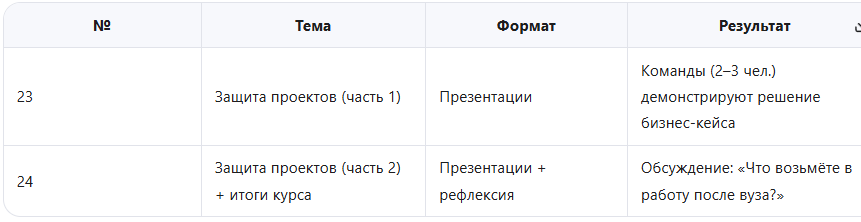 № Тема Формат Результат
23 Защита проектов (часть 1) Презентации Команды (2–3 чел.)
демонстрируют решение
бизнес-кейса
24 Защита проектов (часть 2)
+ итоги курса Презентации +
рефлексия Обсуждение: «Что возьмёте в
работу после вуза?»